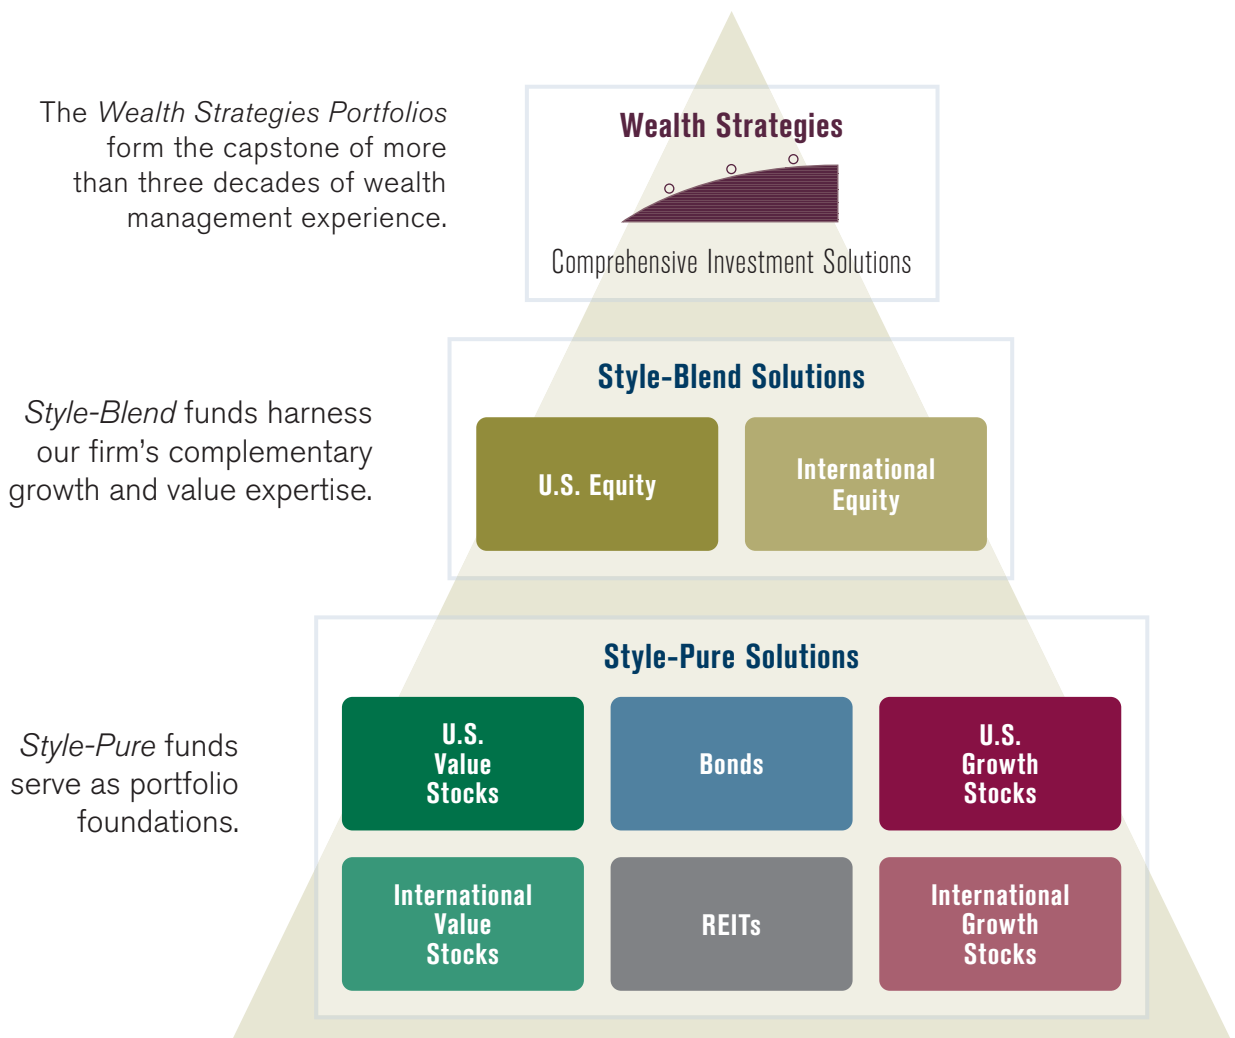 The Wealth Strategies Portfolios
form the capstone of more
than three decades of wealth
management experience.
Wealth Strategies
Comprehensive Investment Solutions
Style-Blend funds harness
our firm’s complementary
growth and value expertise.
Style-Blend Solutions
U.S. Equity
International
Equity
Style-Pure funds
serve as portfolio
foundations.
Style-Pure Solutions
U.S.
Value
Stocks
Bonds
U.S.
Growth
Stocks
International
Value
Stocks
REITs
International
Growth
Stocks